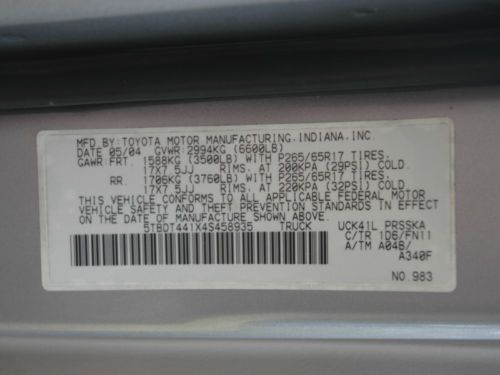 MFD.BY:TOYOTA MOTOR MANUFACTURING.INDIANA.INC.
DATE 05/04 GVWR 2994KG (6600LB)
GAWR FRT. 1588KG (3500LB) WITH P265/65R17 TIRES.
17X7.5JJ RIMS. AT 200KPA (29PSI) COLD.
RR. 1706KG (3760LB) WITH P265/65R17 TIRES.
17X7.5JJ RIMS. AT 220KPA (32PSI) COLD.
THIS VEHICLE CONFORMS TO ALL APPLICABLE FEDERAL MOTOR
VEHICLE SAFETY AND THEFT PREVENTION STANDARDS IN EFFECT
ON THE DATE OF MANUFACTURE SHOWN ABOVE.
5TBDT441X4S458935 TRUCK UCK41L PRSSKA
C/TR 1D6/FN11
A/TM A04B/
A340F
NO.983